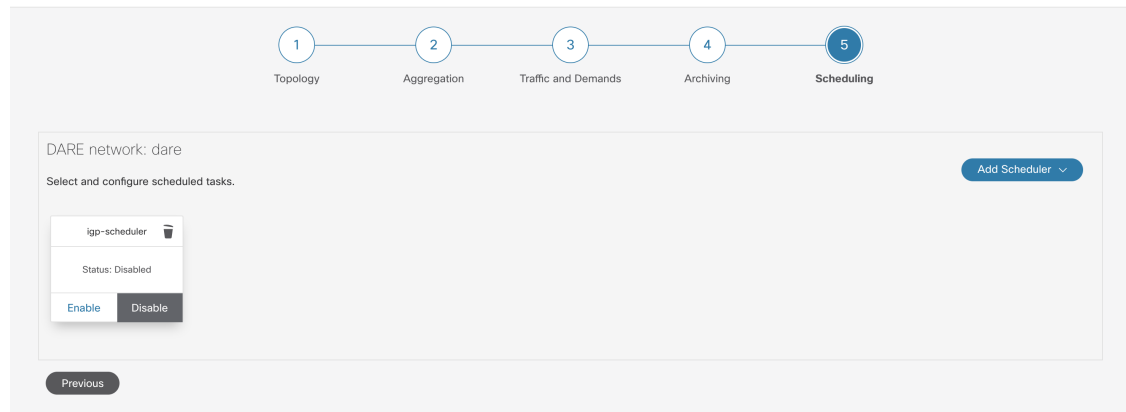 1
2
3
4
5
Topology
Aggregation
Traffic and Demands
Archiving
Scheduling
DARE network: dare
Add Scheduler
Select and configure scheduled tasks.
igp-scheduler
Status: Disabled
Enable Disable
Previous